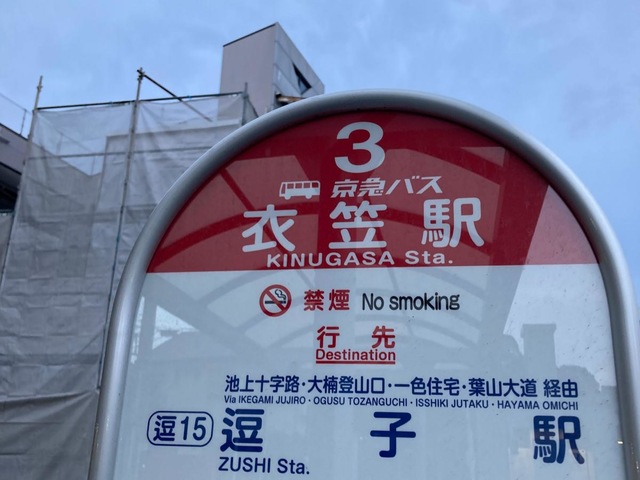 3
京急バス
衣笠駅
KINUGASA Sta.
禁煙 No smoking
行先
Destination
池上十字路・大楠登山口・一色住宅・葉山大道 経由
Via IKEGAMI JUJIRO・OGUSU TOZANGUCHI・ISSHIKI JUTAKU・HAYAMA OMICHI
逗15 逗子駅
ZUSHI Sta.